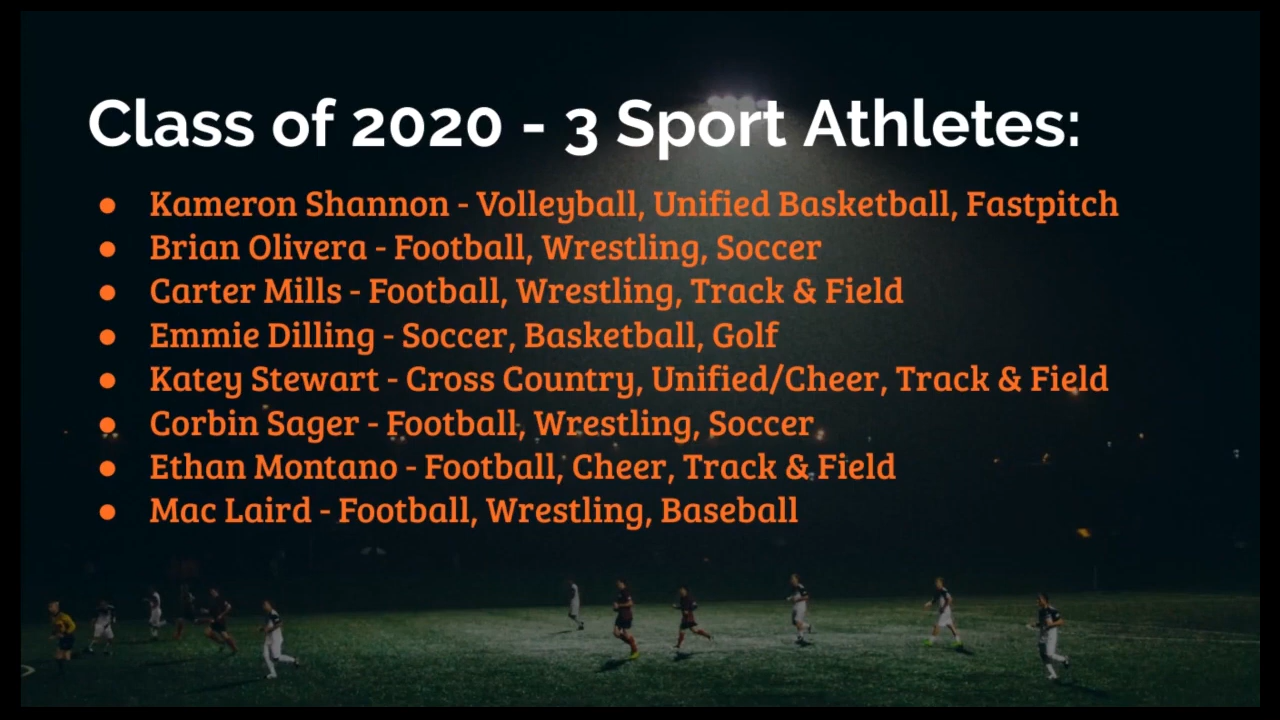 Class of 2020 - 3 Sport Athletes:
● Kameron Shannon - Volleyball, Unified Basketball, Fastpitch
● Brian Olivera - Football, Wrestling, Soccer
● Carter Mills - Football, Wrestling, Track & Field
● Emmie Dilling - Soccer, Basketball, Golf
● Katey Stewart - Cross Country, Unified/Cheer, Track & Field
● Corbin Sager - Football, Wrestling, Soccer
● Ethan Montano - Football, Cheer, Track & Field
● Mac Laird - Football, Wrestling, Baseball